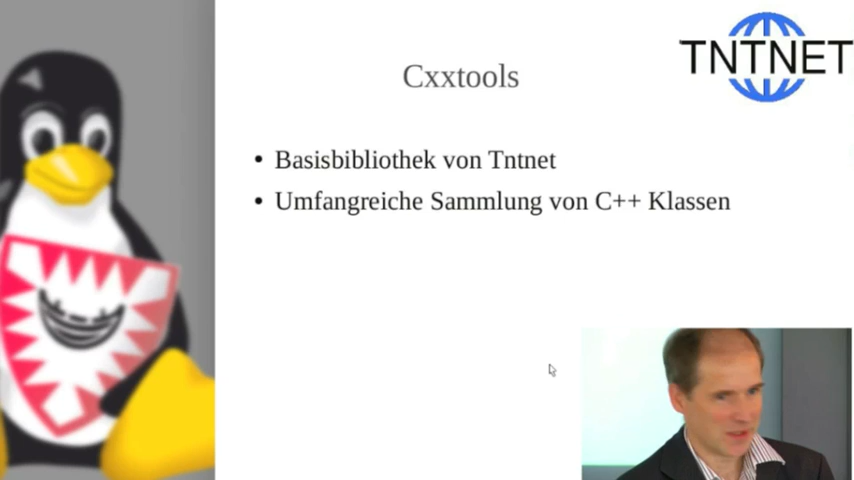 TNTNET
Cxxtools
• Basisbibliothek von Tntnet
• Umfangreiche Sammlung von C++ Klassen